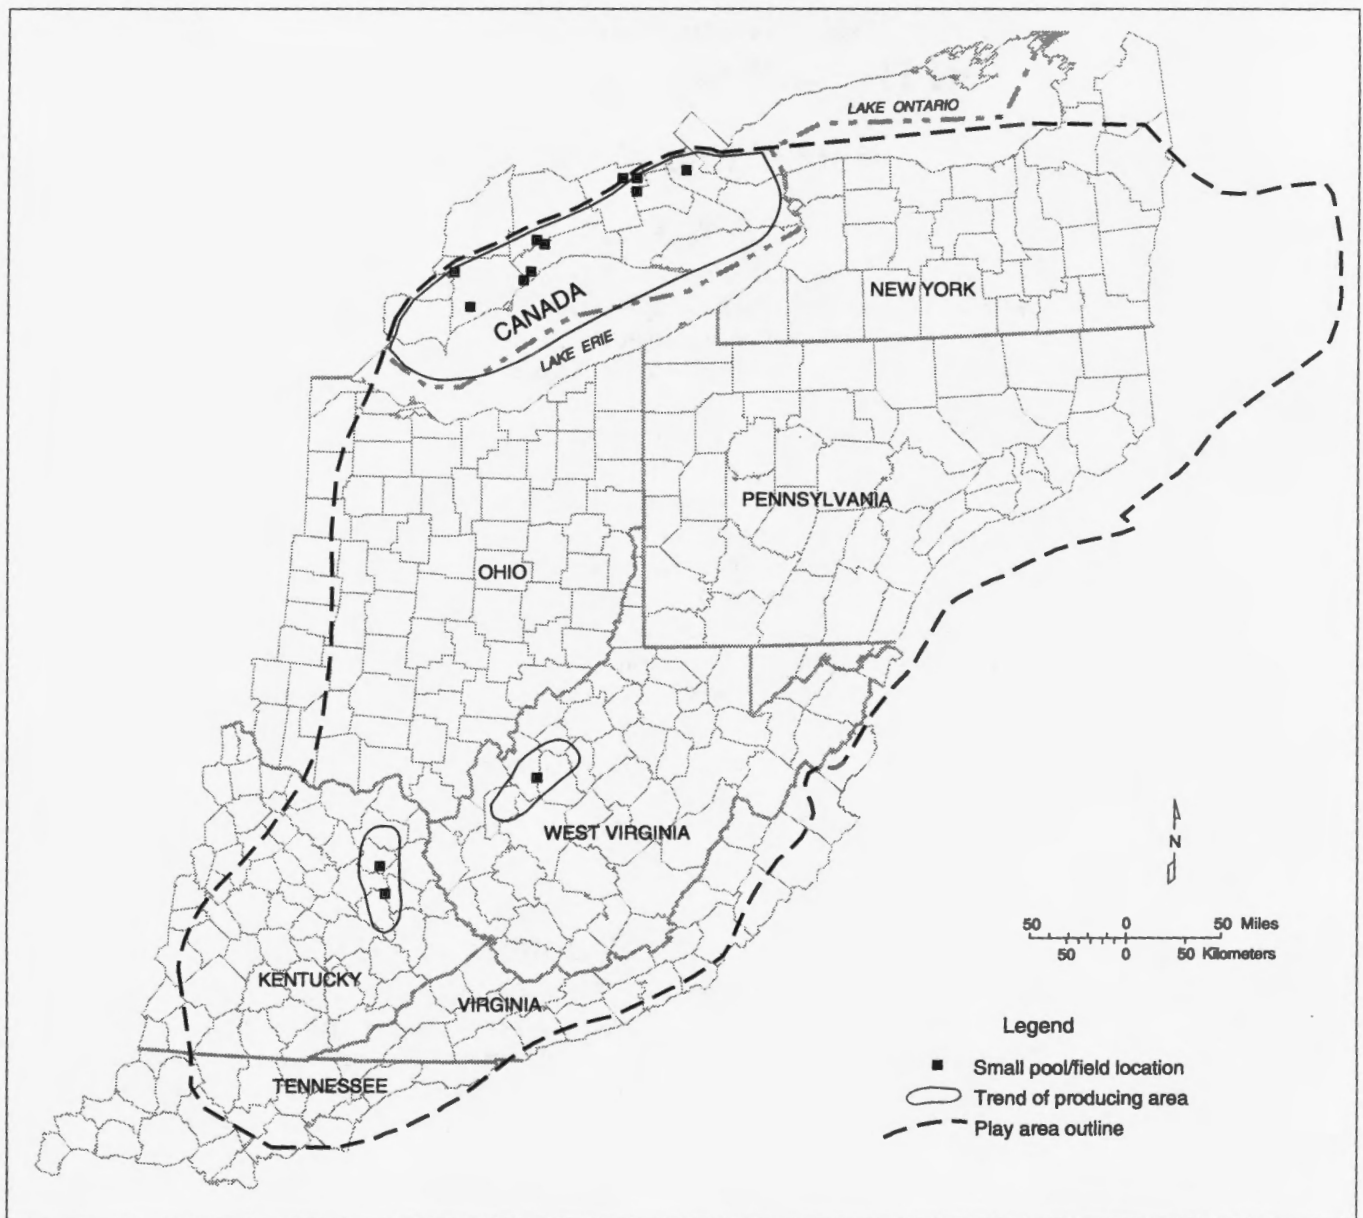 LAKE ONTARIO
NEW YORK
CANADA
LAKE ERIE
PENNSYLVANIA
OHIO
WEST VIRGINIA
KENTUCKY
VIRGINIA
TENNESSEE
N
50 0 50 Miles
50 0 50 Kilometers
Legend
Small pool/field location
Trend of producing area
Play area outline